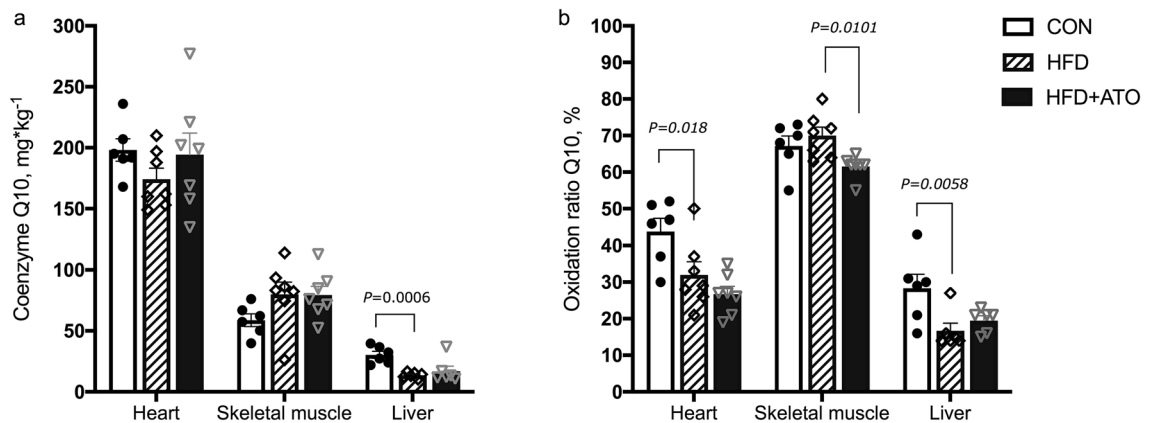 a
Coenzyme Q10, mg*kg-1
300
250
200
150
100
50
0
P=0.0006
Heart
Skeletal muscle
Liver
b
Oxidation ratio Q10, %
100
90
80
70
60
50
40
30
20
10
0
P=0.018
P=0.0101
P=0.0058
Heart
Skeletal muscle
Liver
CON
HFD
HFD+ATO